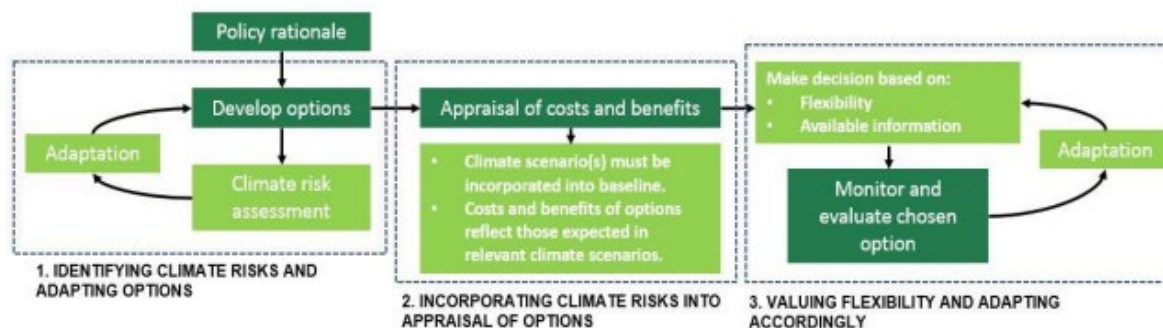 Policy rationale
Develop options
Adaptation
Climate risk
assessment
1. IDENTIFYING CLIMATE RISKS AND
ADAPTING OPTIONS
Appraisal of costs and benefits
• Climate scenario(s) must be
incorporated into baseline.
• Costs and benefits of options
reflect those expected in
relevant climate scenarios.
2. INCORPORATING CLIMATE RISKS INTO
APPRAISAL OF OPTIONS
Make decision based on:
• Flexibility
• Available information
Adaptation
Monitor and
evaluate chosen
option
3. VALUING FLEXIBILITY AND ADAPTING
ACCORDINGLY